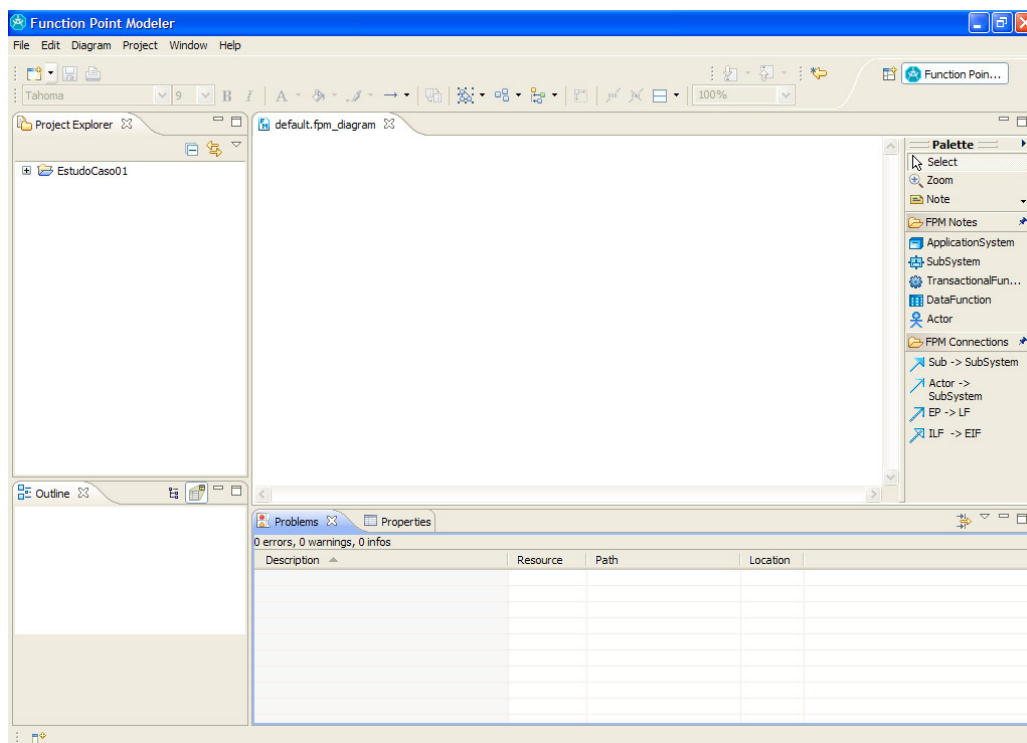 Function Point Modeler
File Edit Diagram Project Window Help
Function Poin...
Tahoma 9 B I A 100%
Project Explorer
default.fpm_diagram
EstudoCaso01
Palette
Select
Zoom
Note
FPM Notes
ApplicationSystem
SubSystem
TransactionalFun...
DataFunction
Actor
FPM Connections
Sub -> SubSystem
Actor ->
SubSystem
EP -> LF
ILF -> EIF
Outline
Problems Properties
0 errors, 0 warnings, 0 infos
Description Resource Path Location